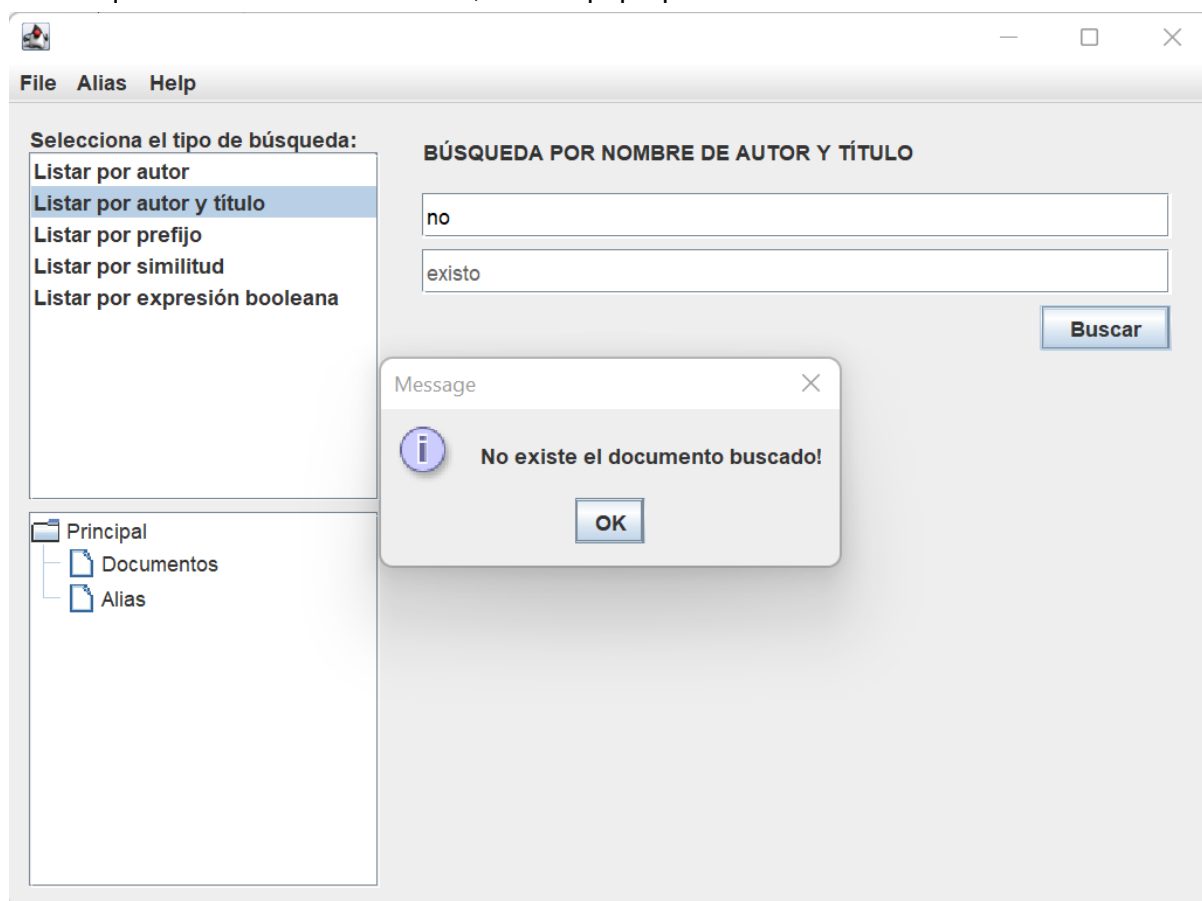 File Alias Help
Selecciona el tipo de búsqueda:
Listar por autor
Listar por autor y título
Listar por prefijo
Listar por similitud
Listar por expresión booleana
BÚSQUEDA POR NOMBRE DE AUTOR Y TÍTULO
no
existo
Buscar
Message
No existe el documento buscado!
OK
Principal
Documentos
Alias